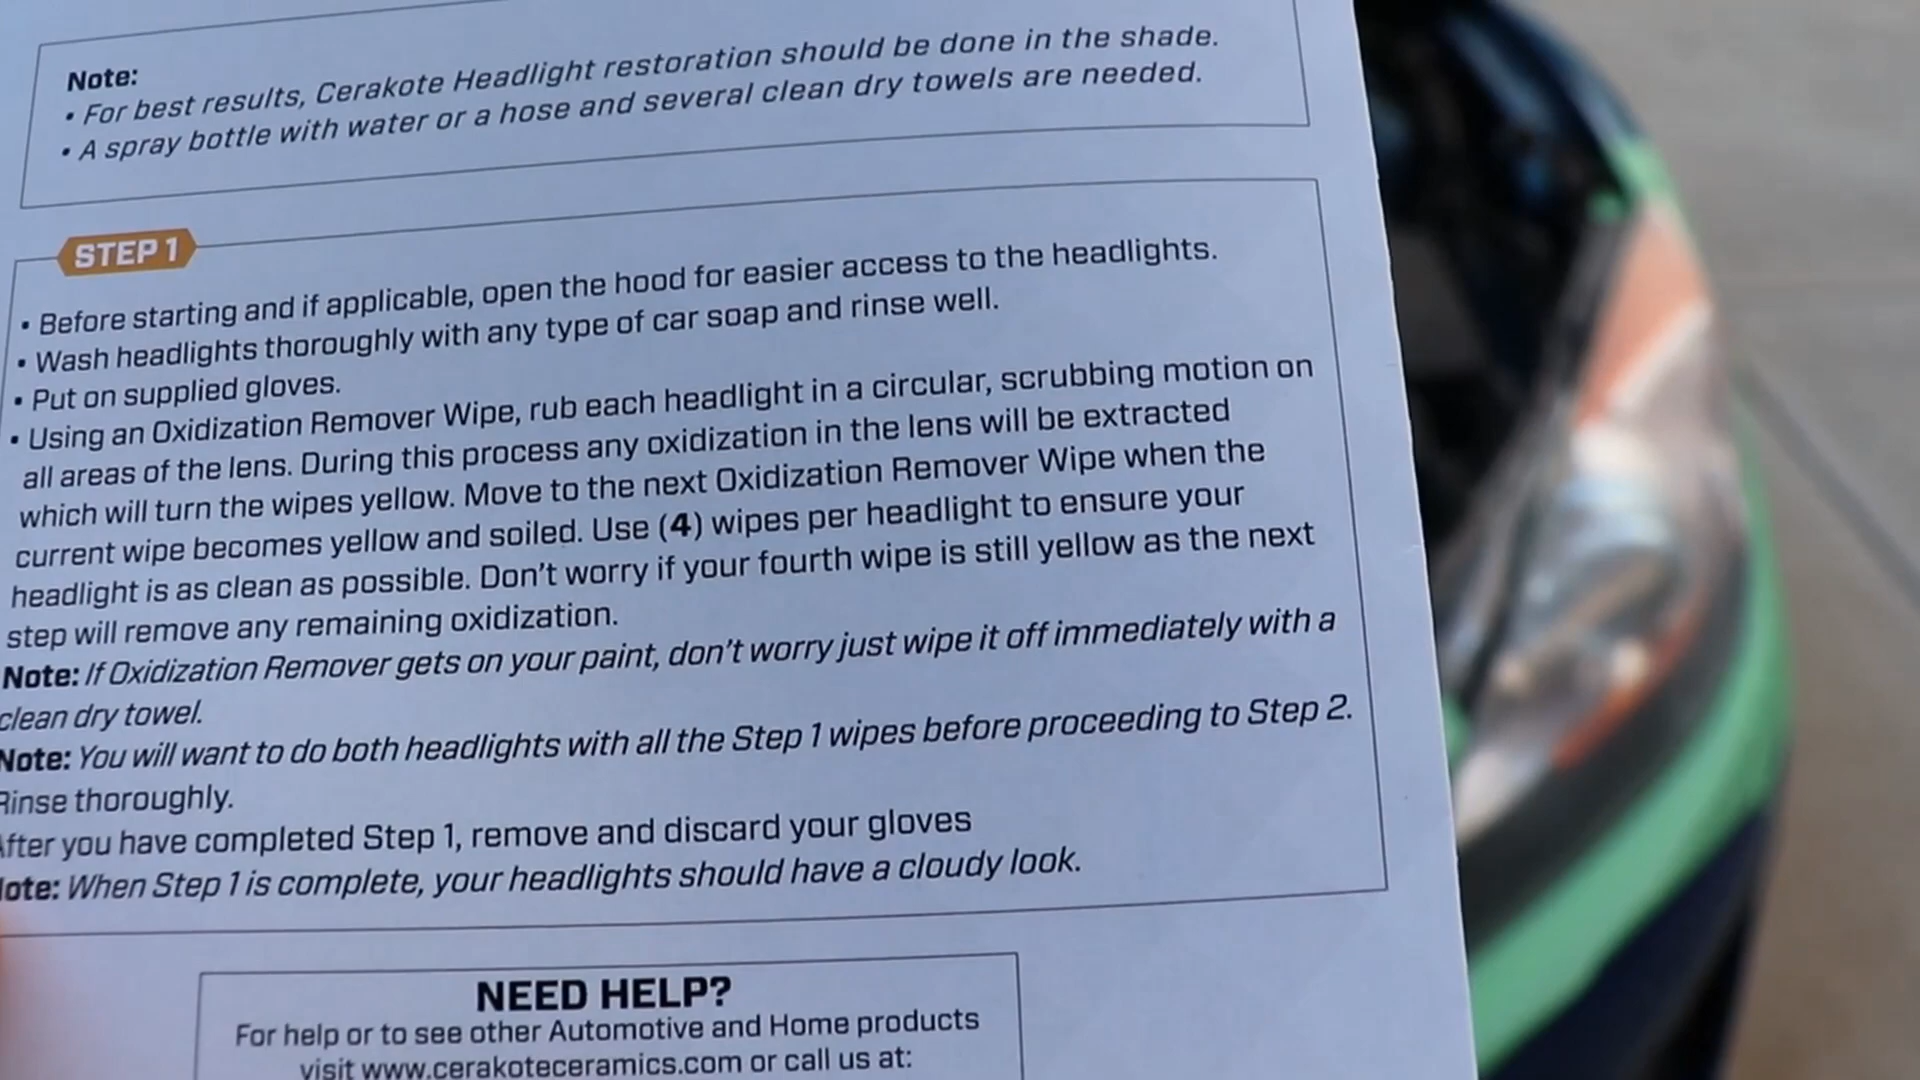 Note:
• For best results, Cerakote Headlight restoration should be done in the shade.
• A spray bottle with water or a hose and several clean dry towels are needed.
STEP 1
• Before starting and if applicable, open the hood for easier access to the headlights.
• Wash headlights thoroughly with any type of car soap and rinse well.
• Put on supplied gloves.
• Using an Oxidization Remover Wipe, rub each headlight in a circular, scrubbing motion on
all areas of the lens. During this process any oxidization in the lens will be extracted
which will turn the wipes yellow. Move to the next Oxidization Remover Wipe when the
current wipe becomes yellow and soiled. Use (4) wipes per headlight to ensure your
headlight is as clean as possible. Don't worry if your fourth wipe is still yellow as the next
step will remove any remaining oxidization.
Note: If Oxidization Remover gets on your paint, don't worry just wipe it off immediately with a
clean dry towel.
Note: You will want to do both headlights with all the Step 1 wipes before proceeding to Step 2.
Rinse thoroughly.
After you have completed Step 1, remove and discard your gloves
Note: When Step 1 is complete, your headlights should have a cloudy look.
NEED HELP?
For help or to see other Automotive and Home products
visit www.cerakoteceramics.com or call us at: